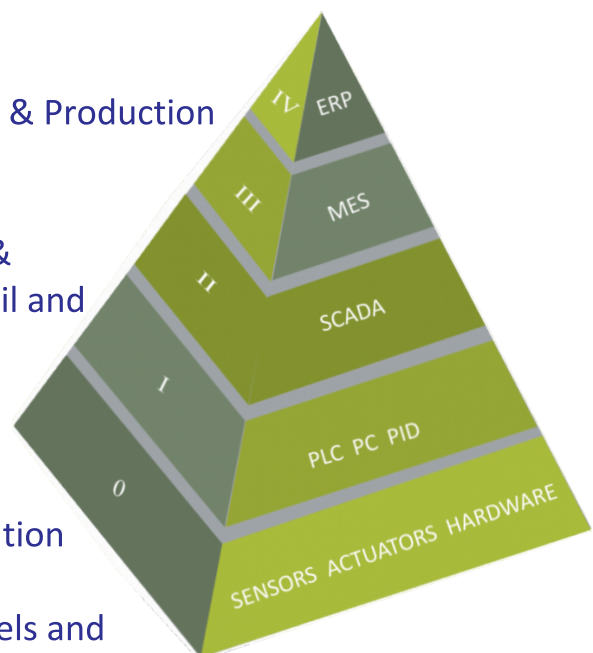 & Production
&
il and
tion
els and
IV ERP
III MES
II SCADA
I PLC PC PID
0 SENSORS ACTUATORS HARDWARE